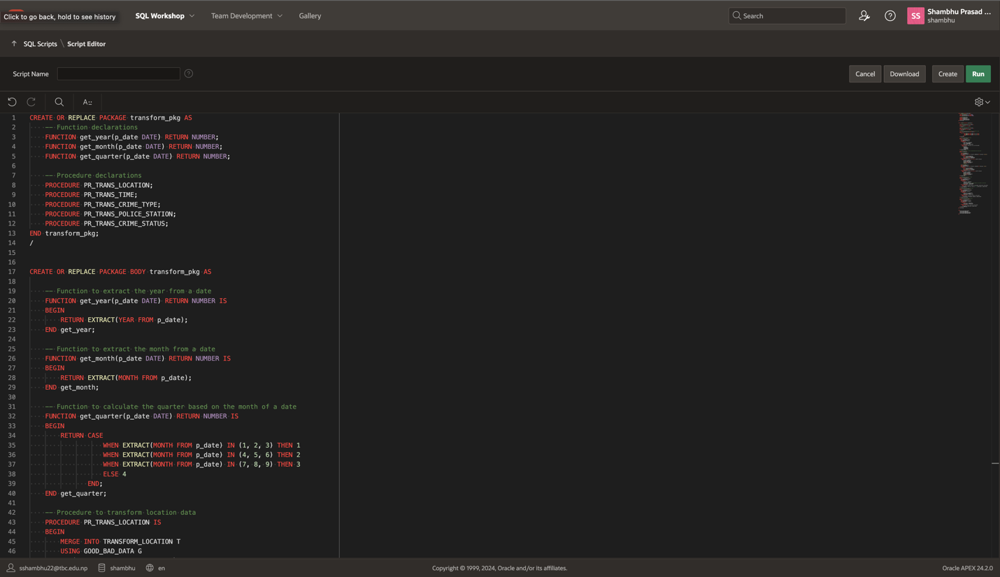 Click to go back, hold to see history
SQL Workshop
Team Development
Gallery
Search
SS
Shambhu Prasad ...
shambhu
SQL Scripts \ Script Editor
Script Name
Cancel
Download
Create
Run
1 CREATE OR REPLACE PACKAGE transform_pkg AS
2 -- Function declarations
3 FUNCTION get_year(p_date DATE) RETURN NUMBER;
4 FUNCTION get_month(p_date DATE) RETURN NUMBER;
5 FUNCTION get_quarter(p_date DATE) RETURN NUMBER;
6
7 -- Procedure declarations
8 PROCEDURE PR_TRANS_LOCATION;
9 PROCEDURE PR_TRANS_TIME;
10 PROCEDURE PR_TRANS_CRIME_TYPE;
11 PROCEDURE PR_TRANS_POLICE_STATION;
12 PROCEDURE PR_TRANS_CRIME_STATUS;
13 END transform_pkg;
14 /
15
16
17 CREATE OR REPLACE PACKAGE BODY transform_pkg AS
18
19 -- Function to extract the year from a date
20 FUNCTION get_year(p_date DATE) RETURN NUMBER IS
21 BEGIN
22 RETURN EXTRACT(YEAR FROM p_date);
23 END get_year;
24
25 -- Function to extract the month from a date
26 FUNCTION get_month(p_date DATE) RETURN NUMBER IS
27 BEGIN
28 RETURN EXTRACT(MONTH FROM p_date);
29 END get_month;
30
31 -- Function to calculate the quarter based on the month of a date
32 FUNCTION get_quarter(p_date DATE) RETURN NUMBER IS
33 BEGIN
34 RETURN CASE
35 WHEN EXTRACT(MONTH FROM p_date) IN (1, 2, 3) THEN 1
36 WHEN EXTRACT(MONTH FROM p_date) IN (4, 5, 6) THEN 2
37 WHEN EXTRACT(MONTH FROM p_date) IN (7, 8, 9) THEN 3
38 ELSE 4
39 END;
40 END get_quarter;
41
42 -- Procedure to transform location data
43 PROCEDURE PR_TRANS_LOCATION IS
44 BEGIN
45 MERGE INTO TRANSFORM_LOCATION T
46 USING GOOD_BAD_DATA G
sshambhu22@tbc.edu.np
shambhu
en
Copyright © 1999, 2024, Oracle and/or its affiliates.
Oracle APEX 24.2.0